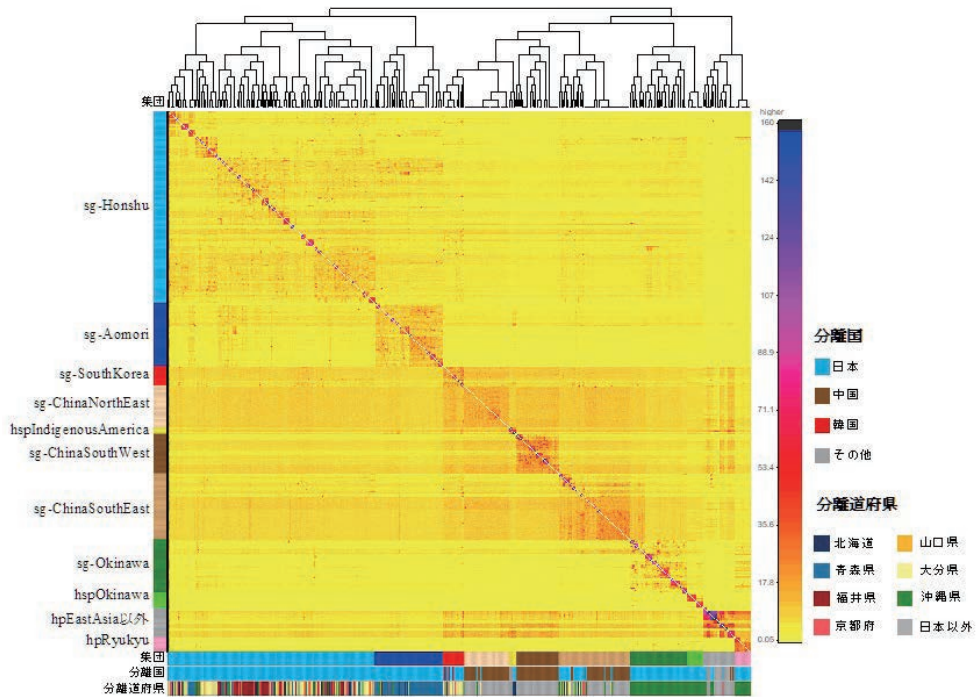 集団
higher
160
142
124
107
88.9
71.1
53.4
35.6
17.8
0.05
sg-Honshu
sg-Aomori
sg-SouthKorea
sg-ChinaNorthEast
hspIndigenousAmerica
sg-ChinaSouthWest
sg-ChinaSouthEast
sg-Okinawa
hspOkinawa
hpEastAsia以外
hpRyukyu
集団
分離国
分離道府県
分離国
日本
中国
韓国
その他
分離道府県
北海道
山口県
青森県
大分県
福井県
沖縄県
京都府
日本以外